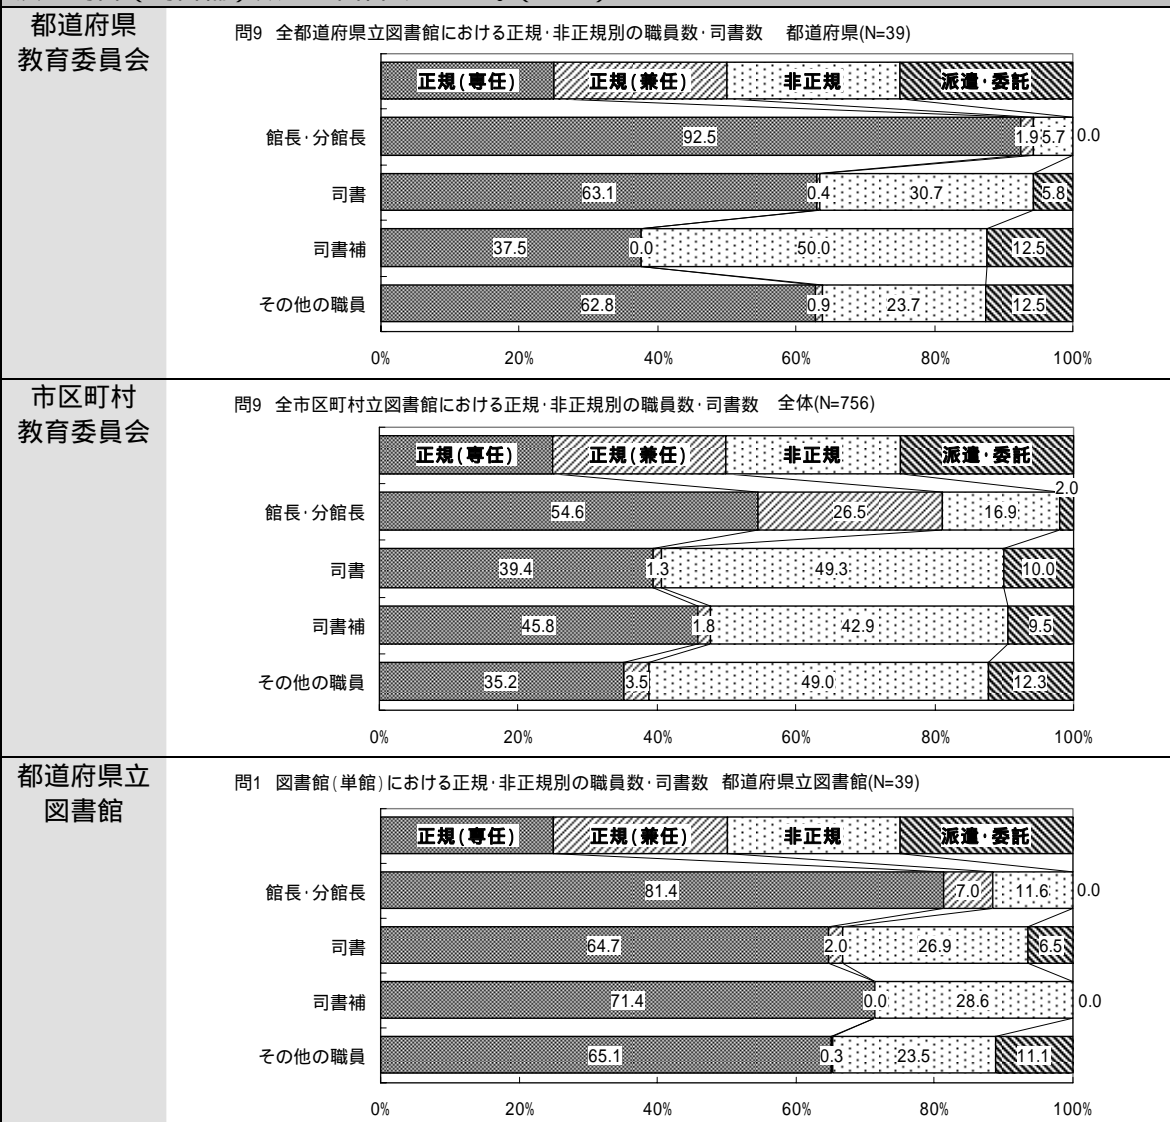 都道府県
教育委員会
問9 全都道府県立図書館における正規・非正規別の職員数・司書数 都道府県(N=39)
正規(専任) 正規(兼任) 非正規 派遣・委託
館長・分館長 92.5 1.9 5.7 0.0
司書 63.1 0.4 30.7 5.8
司書補 37.5 0.0 50.0 12.5
その他の職員 62.8 0.9 23.7 12.5
0% 20% 40% 60% 80% 100%
市区町村
教育委員会
問9 全市区町村立図書館における正規・非正規別の職員数・司書数 全体(N=756)
正規(専任) 正規(兼任) 非正規 派遣・委託
館長・分館長 54.6 26.5 16.9 2.0
司書 39.4 1.3 49.3 10.0
司書補 45.8 1.8 42.9 9.5
その他の職員 35.2 3.5 49.0 12.3
0% 20% 40% 60% 80% 100%
都道府県立
図書館
問1 図書館(単館)における正規・非正規別の職員数・司書数 都道府県立図書館(N=39)
正規(専任) 正規(兼任) 非正規 派遣・委託
館長・分館長 81.4 7.0 11.6 0.0
司書 64.7 2.0 26.9 6.5
司書補 71.4 0.0 28.6 0.0
その他の職員 65.1 0.3 23.5 11.1
0% 20% 40% 60% 80% 100%